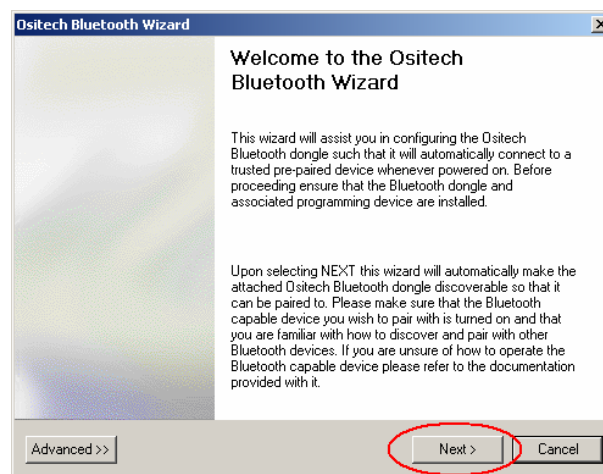 Ositech Bluetooth Wizard
Welcome to the Ositech
Bluetooth Wizard
This wizard will assist you in configuring the Ositech
Bluetooth dongle such that it will automatically connect to a
trusted pre-paired device whenever powered on. Before
proceeding ensure that the Bluetooth dongle and
associated programming device are installed.
Upon selecting NEXT this wizard will automatically make the
attached Ositech Bluetooth dongle discoverable so that it
can be paired to. Please make sure that the Bluetooth
capable device you wish to pair with is turned on and that
you are familiar with how to discover and pair with other
Bluetooth devices. If you are unsure of how to operate the
Bluetooth capable device please refer to the documentation
provided with it.
Advanced >> Next > Cancel